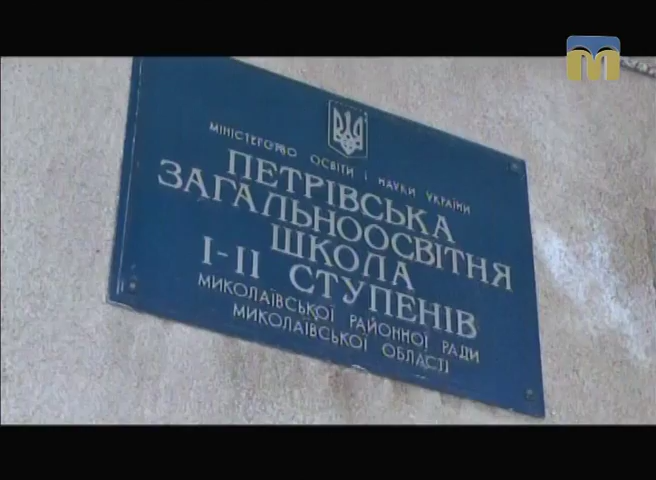 МІНІСТЕРСТВО ОСВІТИ І НАУКИ УКРАЇНИ
ПЕТРІВСЬКА
ЗАГАЛЬНООСВІТНЯ
ШКОЛА
І-ІІ СТУПЕНІВ
МИКОЛАЇВСЬКОЇ РАЙОННОЇ РАДИ
МИКОЛАЇВСЬКОЇ ОБЛАСТІ